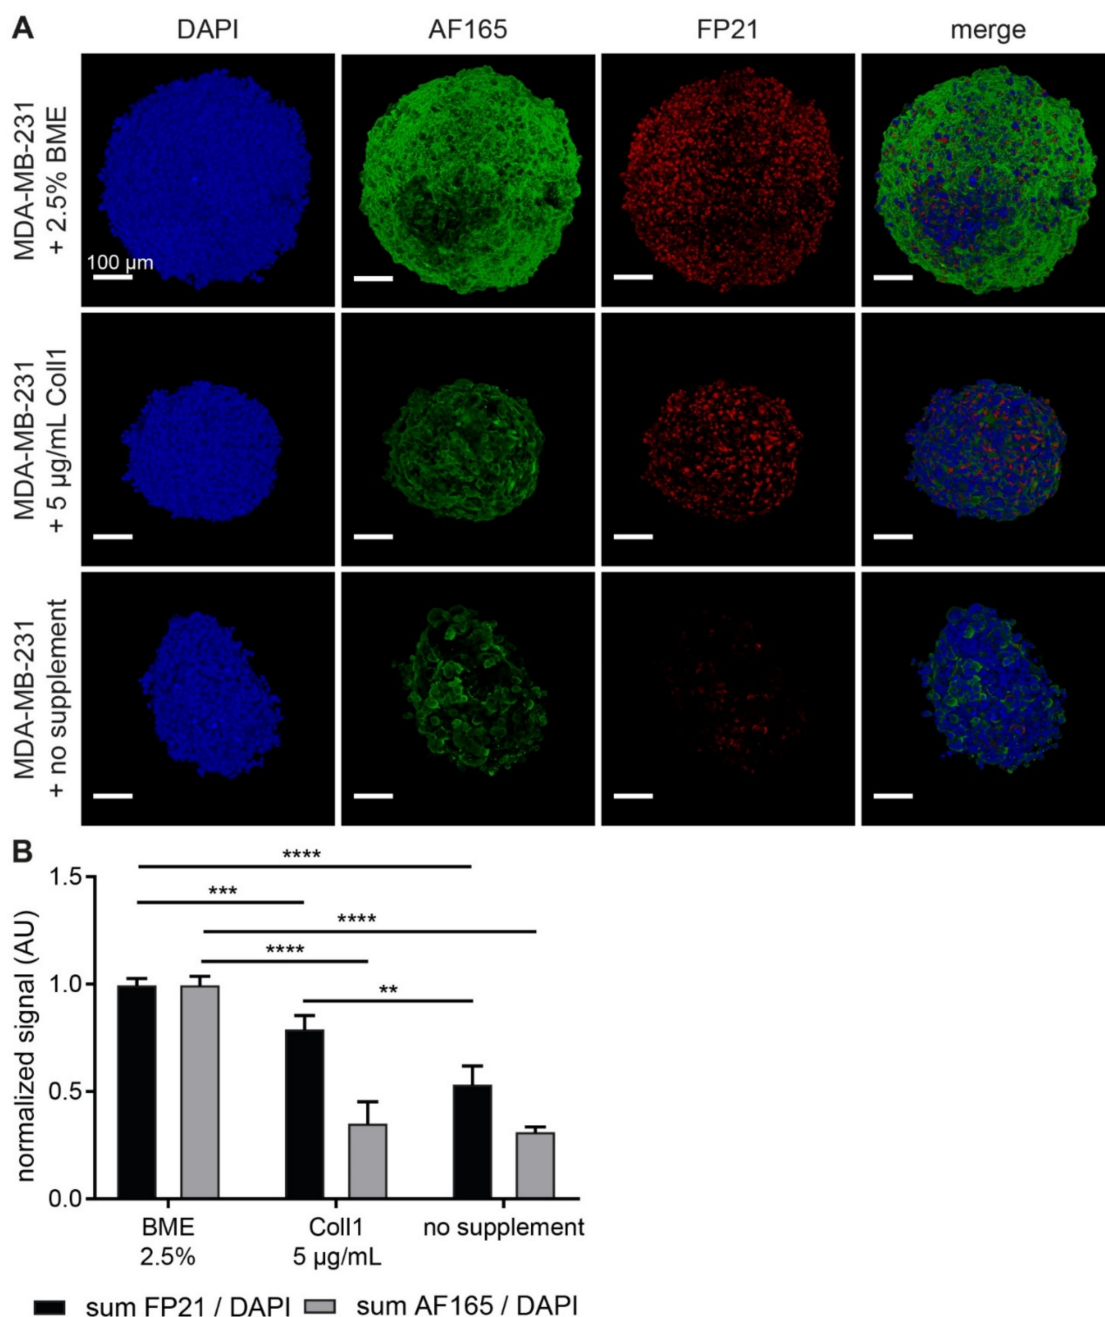 A
DAPI
AF165
FP21
merge
MDA-MB-231
+ 2.5% BME
100 µm
MDA-MB-231
+ 5 µg/mL Coll1
MDA-MB-231
+ no supplement
B
normalized signal (AU)
1.5
1.0
0.5
0.0
****
***
****
****
**
BME
2.5%
Coll1
5 µg/mL
no supplement
sum FP21 / DAPI
sum AF165 / DAPI